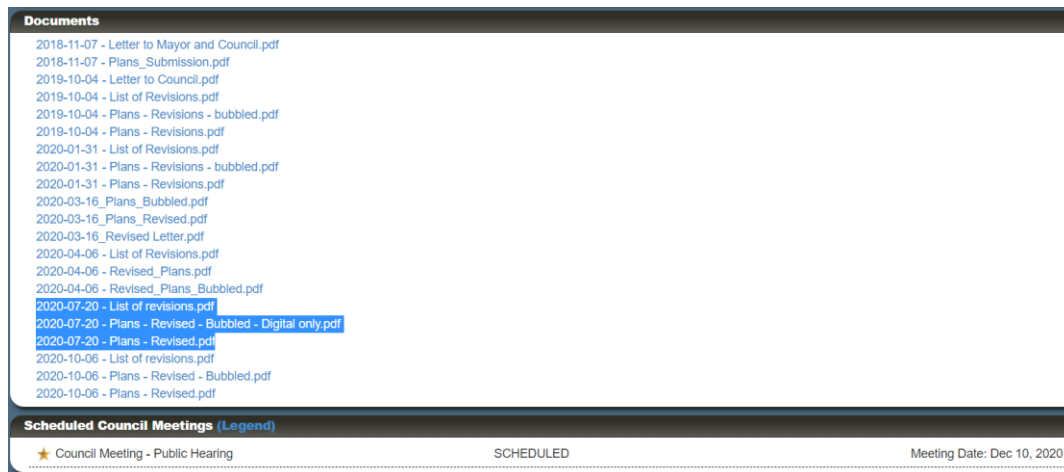 Documents
2018-11-07 - Letter to Mayor and Council.pdf
2018-11-07 - Plans_Submission.pdf
2019-10-04 - Letter to Council.pdf
2019-10-04 - List of Revisions.pdf
2019-10-04 - Plans - Revisions - bubbled.pdf
2019-10-04 - Plans - Revisions.pdf
2020-01-31 - List of Revisions.pdf
2020-01-31 - Plans - Revisions - bubbled.pdf
2020-01-31 - Plans - Revisions.pdf
2020-03-16_Plans_Bubbled.pdf
2020-03-16_Plans_Revised.pdf
2020-03-16_Revised Letter.pdf
2020-04-06 - List of Revisions.pdf
2020-04-06 - Revised_Plans.pdf
2020-04-06 - Revised_Plans_Bubbled.pdf
2020-07-20 - List of revisions.pdf
2020-07-20 - Plans - Revised - Bubbled - Digital only.pdf
2020-07-20 - Plans - Revised.pdf
2020-10-06 - List of revisions.pdf
2020-10-06 - Plans - Revised - Bubbled.pdf
2020-10-06 - Plans - Revised.pdf
Scheduled Council Meetings (Legend)
Council Meeting - Public Hearing SCHEDULED Meeting Date: Dec 10, 2020